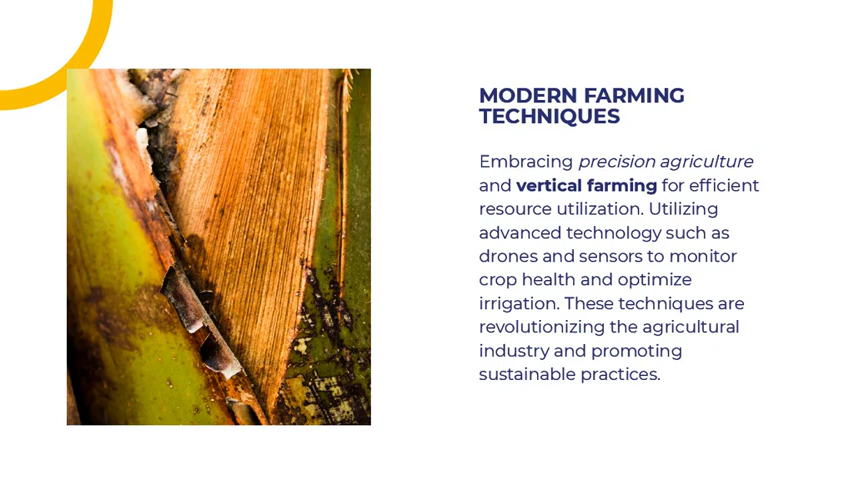 MODERN FARMING
TECHNIQUES
Embracing precision agriculture
and vertical farming for efficient
resource utilization. Utilizing
advanced technology such as
drones and sensors to monitor
crop health and optimize
irrigation. These techniques are
revolutionizing the agricultural
industry and promoting
sustainable practices.